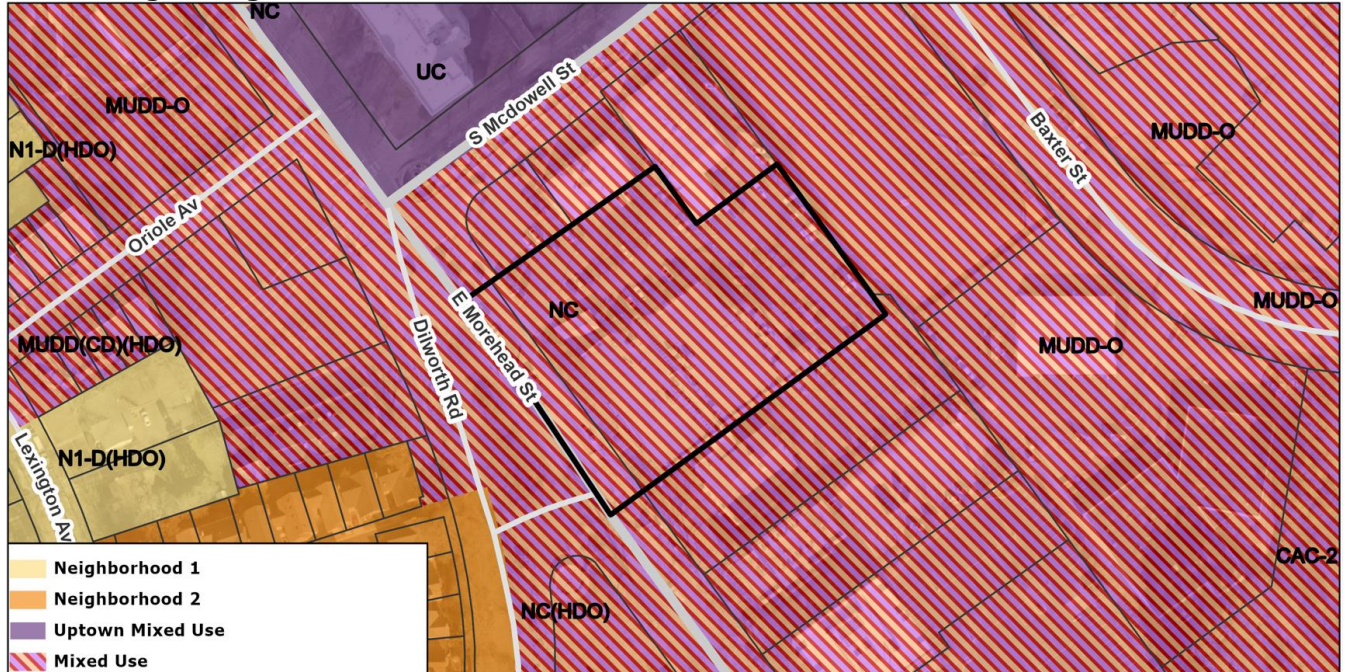 NC
UC
MUDD-O
S Mcdowell St
N1-D(HDO)
Baxter St
MUDD-O
Oriole Av
MUDD-O
NC
E Morehead St
MUDD(CD)(HDO)
Dilworth Rd
MUDD-O
N1-D(HDO)
Lexington Av
CAC-2
NC(HDO)
Neighborhood 1
Neighborhood 2
Uptown Mixed Use
Mixed Use